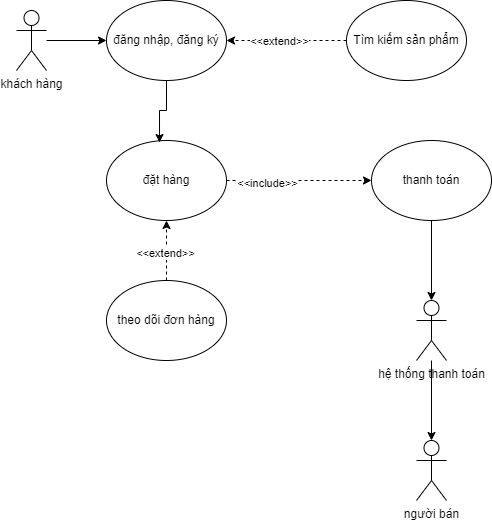 đăng nhập, đăng ký
<<extend>>
Tìm kiếm sản phẩm
khách hàng
đặt hàng
<<include>>
thanh toán
<<extend>>
theo dõi đơn hàng
hệ thống thanh toán
người bán